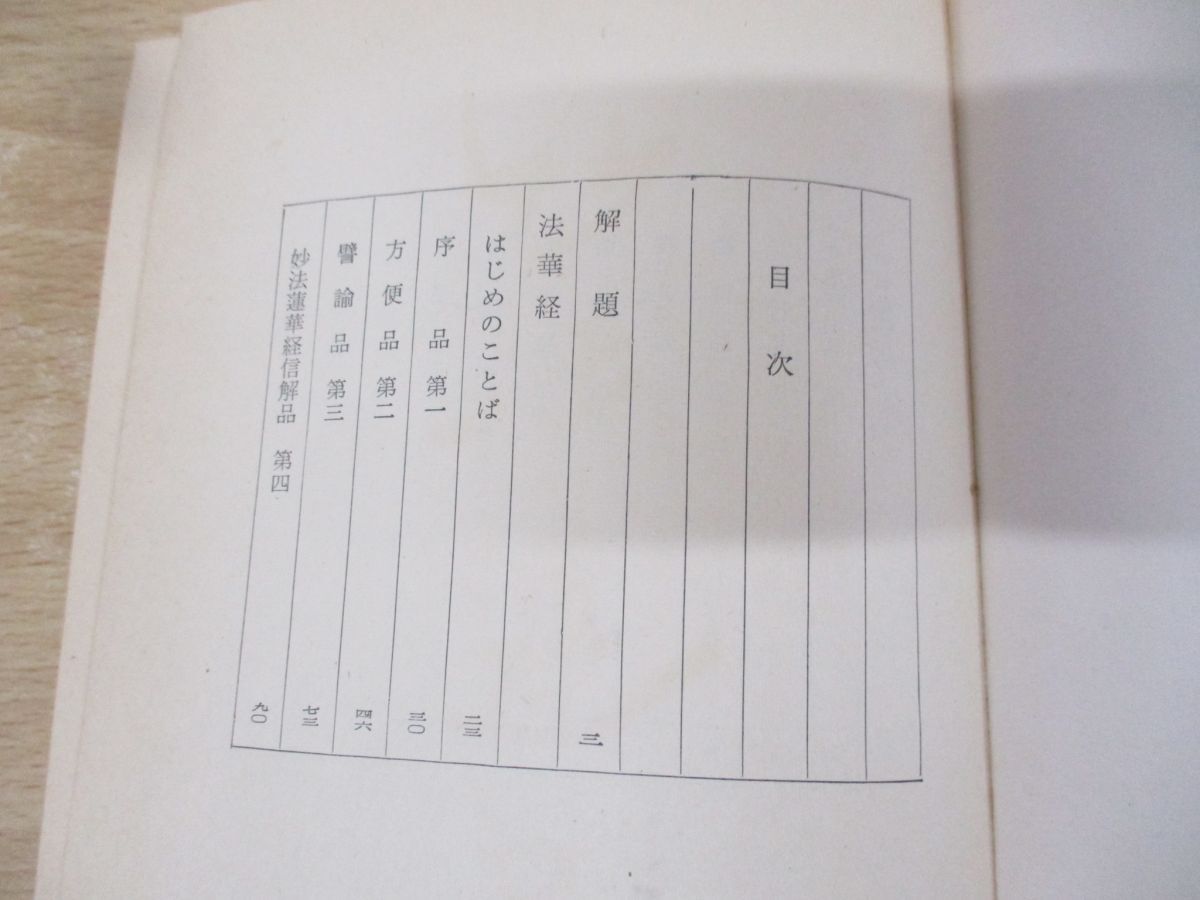 目次
解題 三
法華経
はじめのことば 二三
序品第一 三〇
方便品第二 四六
譬諭品第三 七三
妙法蓮華経信解品 第四 九〇